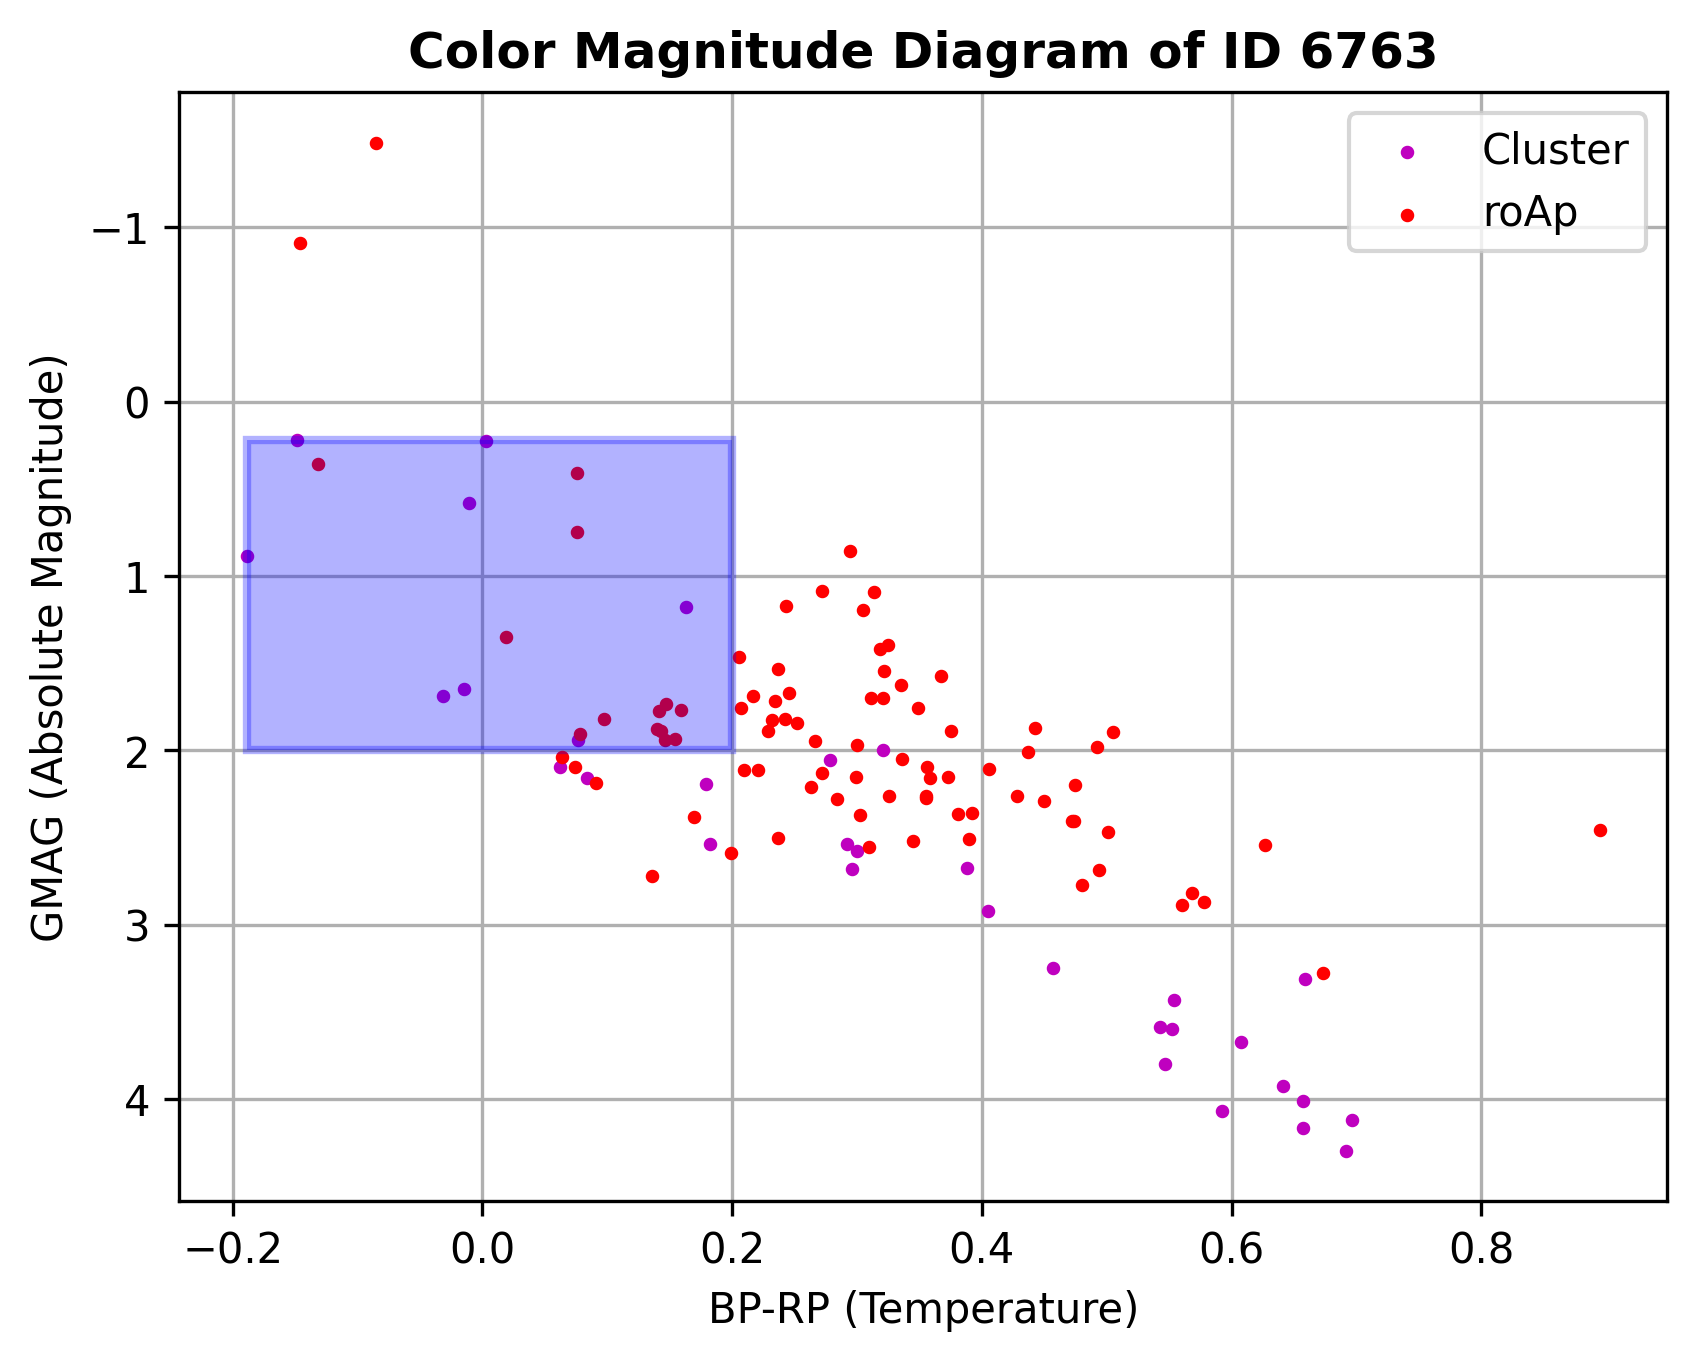 Color Magnitude Diagram of ID 6763
Cluster
roAp
GMAG (Absolute Magnitude)
−1
0
1
2
3
4
−0.2 0.0 0.2 0.4 0.6 0.8
BP-RP (Temperature)